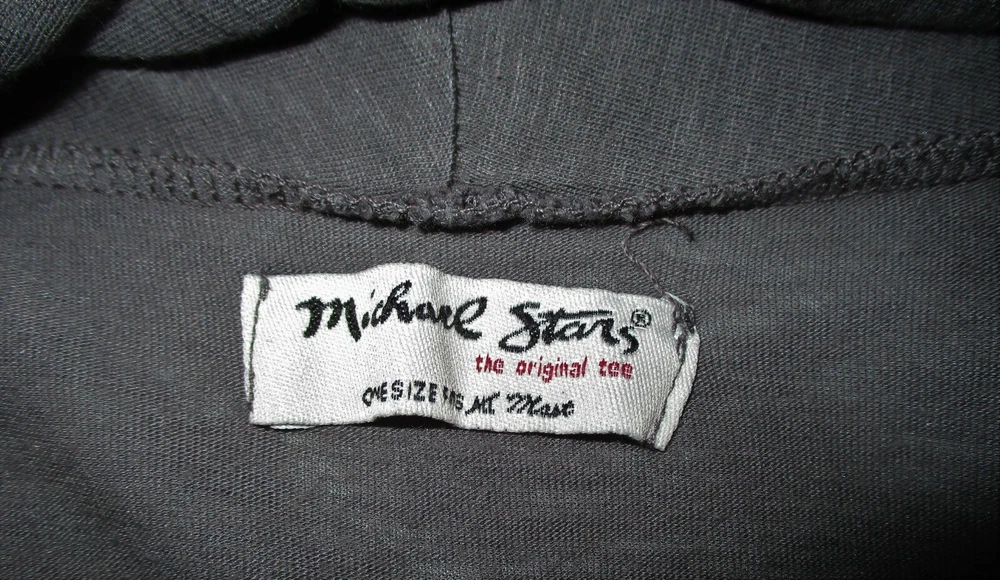 Michael Stars®
the original tee
ONE SIZE FITS ALL Most